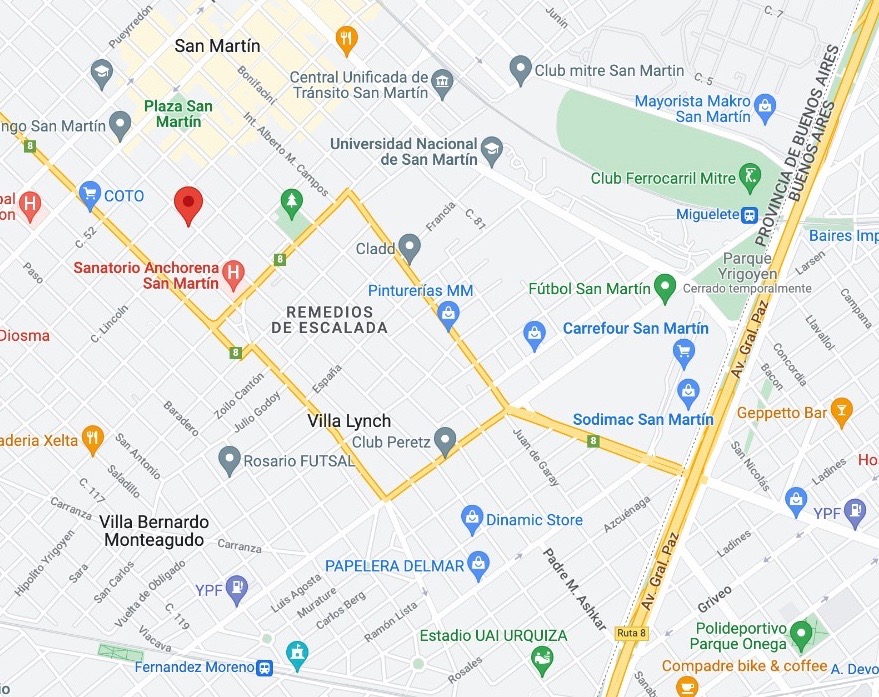 Junín
C. 7
Pueyrredón
San Martín
Bonifacini
Central Unificada de
Tránsito San Martín
Club mitre San Martin
C. 5
Mayorista Makro
San Martín
Plaza San
Martín
ngo San Martín
Int. Alberto M. Campos
Universidad Nacional
de San Martín
PROVINCIA DE BUENOS AIRES
BUENOS AIRES
8
Club Ferrocarril Mitre
COTO
H
Francia
C. 87
Miguelete
C. 52
Cladd
Baires Imp
Parque
Yrigoyen
Cerrado temporalmente
Larsen
Paso
8
Sanatorio Anchorena
San Martín
H
Pinturerías MM
Fútbol San Martín
Campana
REMEDIOS
DE ESCALADA
Av. Gral. Paz
Llavallol
C. Lincoln
Diosma
Carrefour San Martín
Concordia
8
Bacon
España
Zoilo Cantón
Julio Godoy
Baradero
Villa Lynch
Sodimac San Martín
Geppetto Bar
Club Peretz
8
aderia Xelta
San Antonio
Rosario FUTSAL
Juan de Garay
San Nicolás
Ladines
Ho
Saladillo
C. 117
Carranza
Azcuénaga
Dinamic Store
YPF
Villa Bernardo
Monteagudo
Carranza
Ladines
Hipolito Yrigoyen
Sara
San Carlos
Vuelta de Obligado
PAPELERA DELMAR
Padre M. Ashkar
Av. Gral. Paz
YPF
Luis Agosta
Murature
Carlos Berg
Griveo
C. 119
Ramón Lista
Viacava
Estadio UAI URQUIZA
Ruta 8
Polideportivo
Parque Onega
Fernandez Moreno
Rosales
Compadre bike & coffee
A. Devo